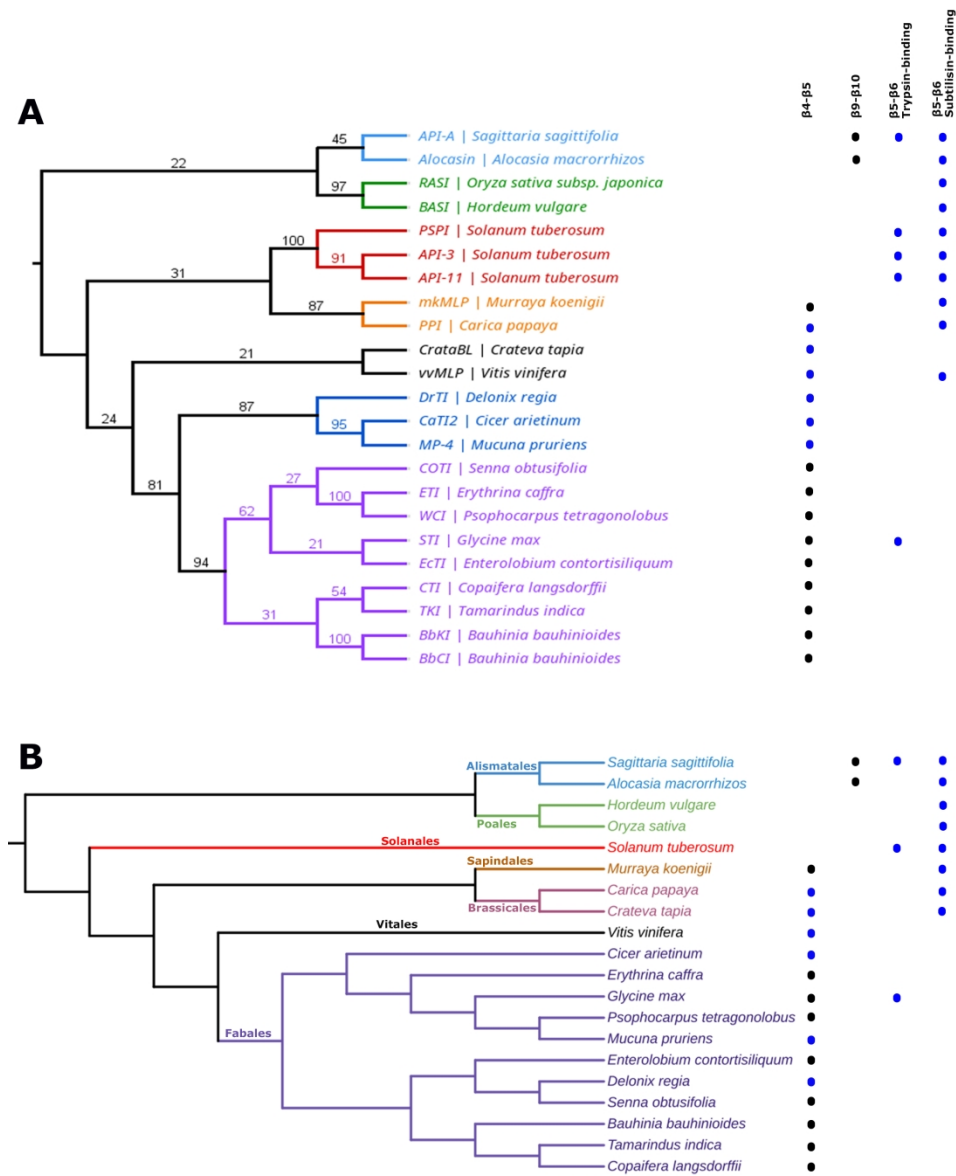 β4-β5
β9-β10
β5-β6
Trypsin-binding
β5-β6
Subtilisin-binding
A
45
API-A | Sagittaria sagittifolia
22
Alocasin | Alocasia macrorrhizos
97
RASI | Oryza sativa subsp. japonica
BASI | Hordeum vulgare
100
PSPI | Solanum tuberosum
91
API-3 | Solanum tuberosum
31
API-11 | Solanum tuberosum
87
mkMLP | Murraya koenigii
PPI | Carica papaya
21
CrataBL | Crateva tapia
vvMLP | Vitis vinifera
24
87
DrTI | Delonix regia
95
CaTI2 | Cicer arietinum
MP-4 | Mucuna pruriens
81
27
COTI | Senna obtusifolia
100
ETI | Erythrina caffra
62
WCI | Psophocarpus tetragonolobus
21
STI | Glycine max
94
EcTI | Enterolobium contortisiliquum
54
CTI | Copaifera langsdorffii
31
TKI | Tamarindus indica
100
BbKI | Bauhinia bauhinioides
BbCI | Bauhinia bauhinioides
B
Alismatales
Sagittaria sagittifolia
Alocasia macrorrhizos
Poales
Hordeum vulgare
Oryza sativa
Solanales
Solanum tuberosum
Sapindales
Murraya koenigii
Brassicales
Carica papaya
Crateva tapia
Vitales
Vitis vinifera
Cicer arietinum
Erythrina caffra
Glycine max
Psophocarpus tetragonolobus
Fabales
Mucuna pruriens
Enterolobium contortisiliquum
Delonix regia
Senna obtusifolia
Bauhinia bauhinioides
Tamarindus indica
Copaifera langsdorffii